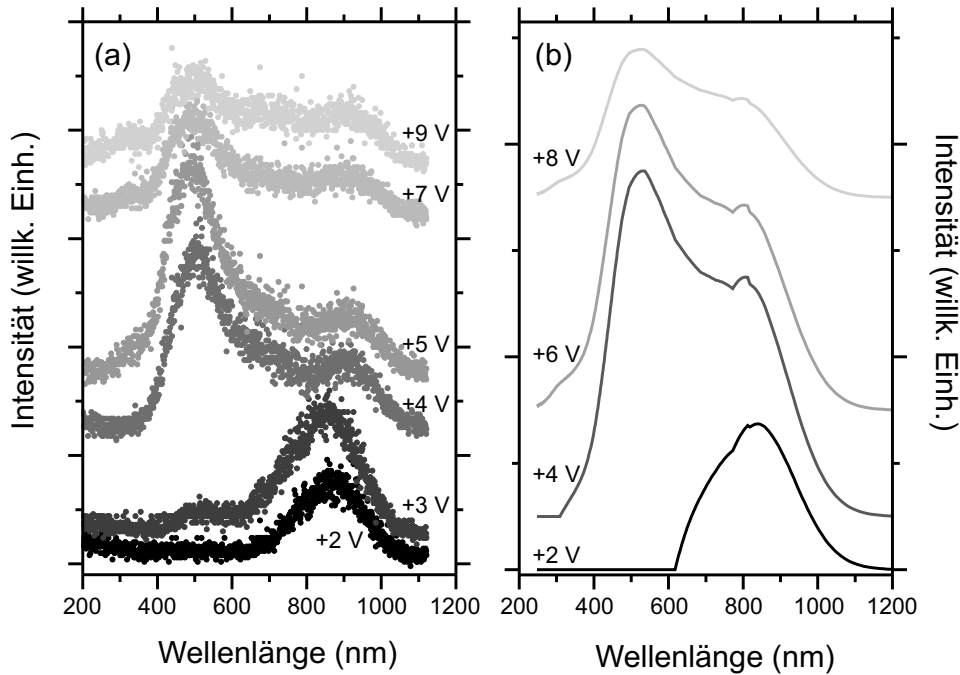 (a)
+9 V
+7 V
+5 V
+4 V
+3 V
+2 V
Intensität (willk. Einh.)
200 400 600 800 1000 1200
Wellenlänge (nm)
(b)
+8 V
+6 V
+4 V
+2 V
Intensität (willk. Einh.)
200 400 600 800 1000 1200
Wellenlänge (nm)